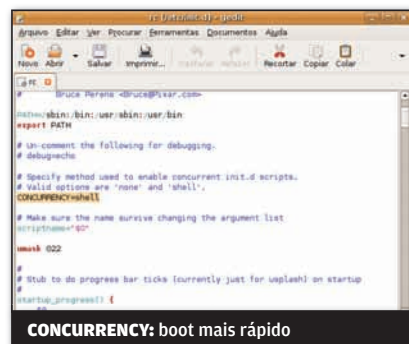 rc (/etc/init.d) - gedit
Arquivo Editar Ver Procurar Ferramentas Documentos Ajuda
Novo Abrir Salvar Imprimir... Desfazer Refazer Recortar Copiar Colar
rc
# Bruce Perens <Bruce@Pixar.com>
PATH=/sbin:/bin:/usr/sbin:/usr/bin
export PATH
# Un-comment the following for debugging.
# debug=echo
# Specify method used to enable concurrent init.d scripts.
# Valid options are 'none' and 'shell'.
CONCURRENCY=shell
# Make sure the name survive changing the argument list
scriptname="$0"
umask 022
#
# Stub to do progress bar ticks (currently just for usplash) on startup
#
startup_progress() {
CONCURRENCY: boot mais rápido